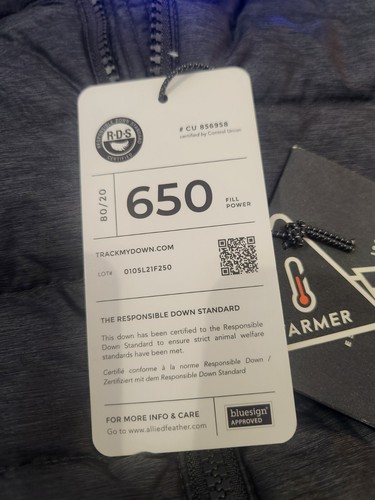 RESPONSIBLE DOWN STANDARD
R·D·S
CERTIFIED
# CU 856958
certified by Control Union
80/20
650
FILL
POWER
TRACKMYDOWN.COM
LOT# 0105L21F250
THE RESPONSIBLE DOWN STANDARD
This down has been certified to the Responsible
Down Standard to ensure strict animal welfare
standards have been met.
Certifié conforme à la norme Responsible Down /
Zertifiziert mit dem Responsible Down Standard
FOR MORE INFO & CARE
Go to www.alliedfeather.com
bluesign®
APPROVED
ARMER